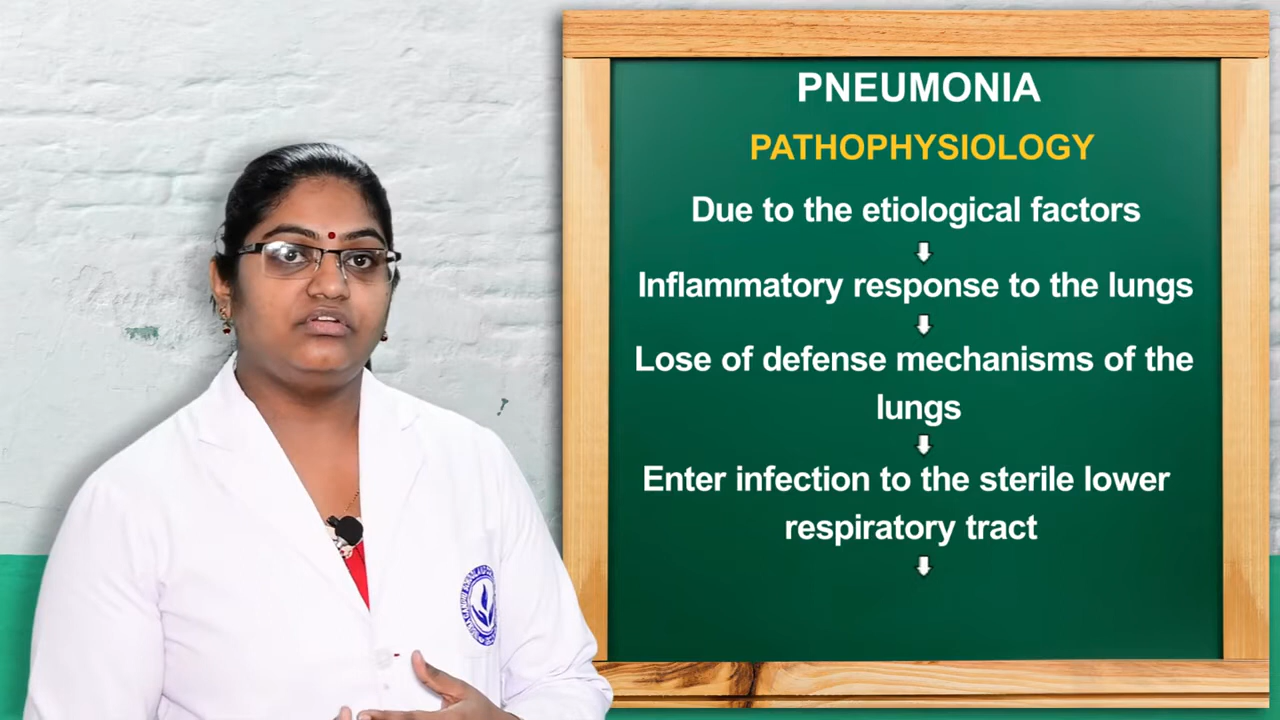 PNEUMONIA
PATHOPHYSIOLOGY
Due to the etiological factors
Inflammatory response to the lungs
Lose of defense mechanisms of the
lungs
Enter infection to the sterile lower
respiratory tract